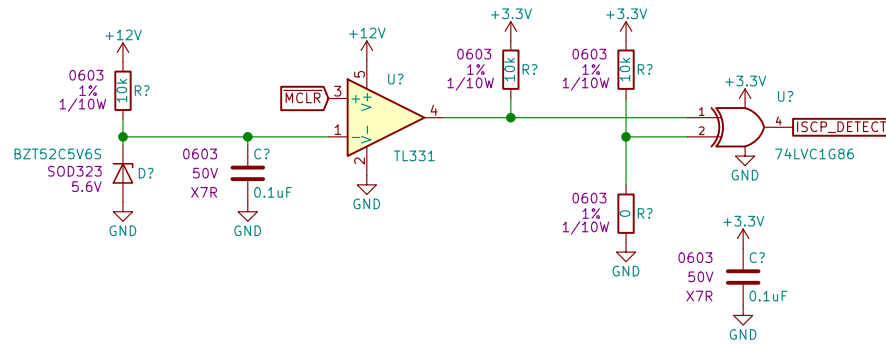 +12V
0603
1%
1/10W
10k
R?
BZT52C5V6S
SOD323
5.6V
D?
GND
0603
50V
X7R
C?
0.1uF
GND
+12V
MCLR
U?
3
1
5
2
4
+
−
V+
V−
TL331
GND
+3.3V
0603
1%
1/10W
10k
R?
+3.3V
0603
1%
1/10W
10k
R?
0603
1%
1/10W
0
R?
GND
+3.3V
U?
1
2
4
ISCP_DETECT
74LVC1G86
GND
+3.3V
0603
50V
X7R
C?
0.1uF
GND